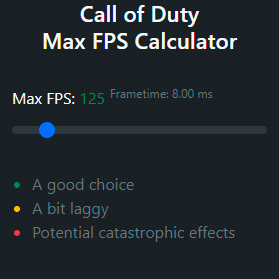 Call of Duty
Max FPS Calculator
Max FPS: 125 Frametime: 8.00 ms
A good choice
A bit laggy
Potential catastrophic effects